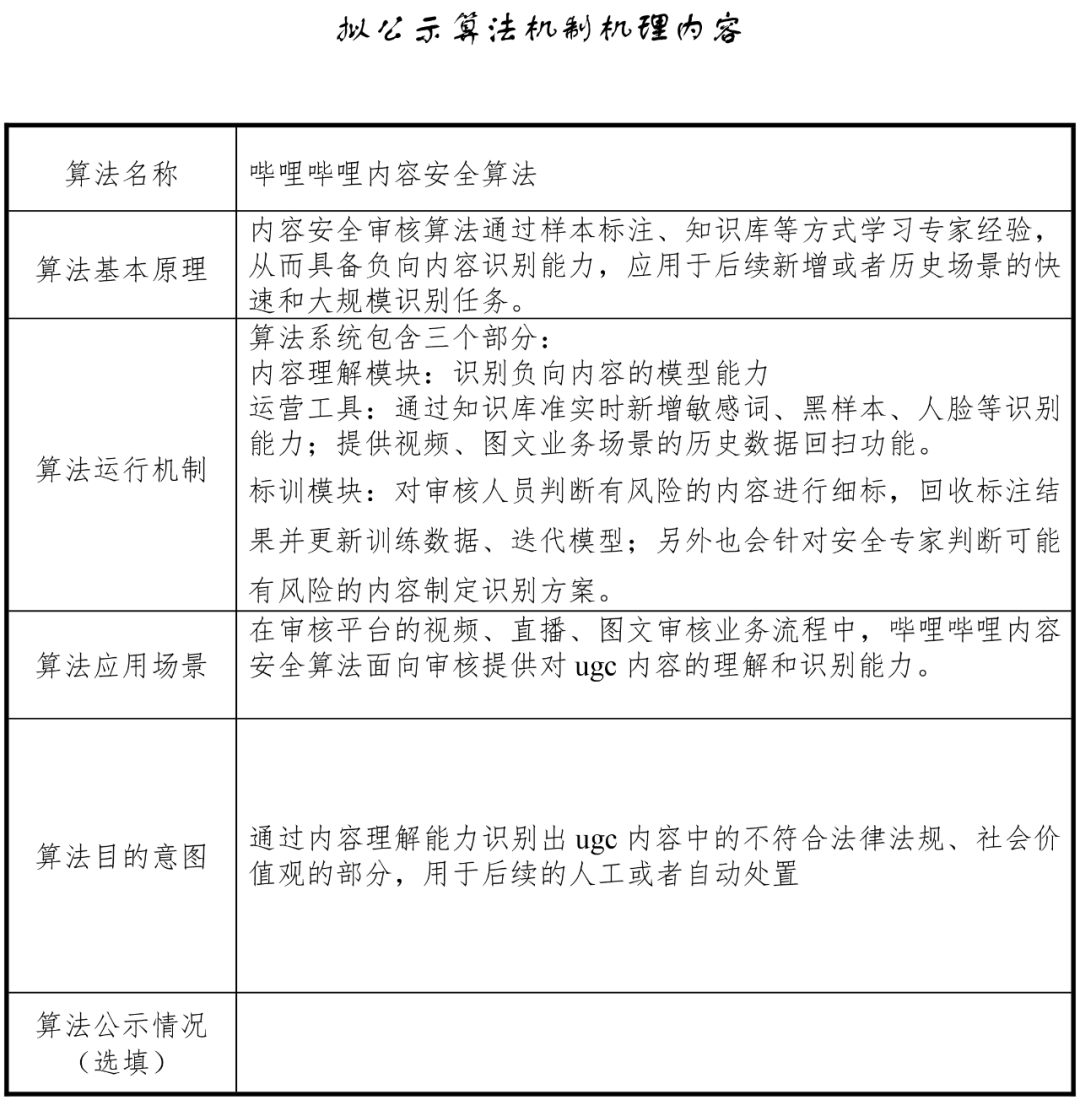 拟公示算法机制机理内容
算法名称
哔哩哔哩内容安全算法
算法基本原理
内容安全审核算法通过样本标注、知识库等方式学习专家经验，
从而具备负向内容识别能力，应用于后续新增或者历史场景的快
速和大规模识别任务。
算法运行机制
算法系统包含三个部分：
内容理解模块：识别负向内容的模型能力
运营工具：通过知识库准实时新增敏感词、黑样本、人脸等识别
能力；提供视频、图文业务场景的历史数据回扫功能。
标训模块：对审核人员判断有风险的内容进行细标，回收标注结
果并更新训练数据、迭代模型；另外也会针对安全专家判断可能
有风险的内容制定识别方案。
算法应用场景
在审核平台的视频、直播、图文审核业务流程中，哔哩哔哩内容
安全算法面向审核提供对 ugc 内容的理解和识别能力。
算法目的意图
通过内容理解能力识别出 ugc 内容中的不符合法律法规、社会价
值观的部分，用于后续的人工或者自动处置
算法公示情况
（选填）